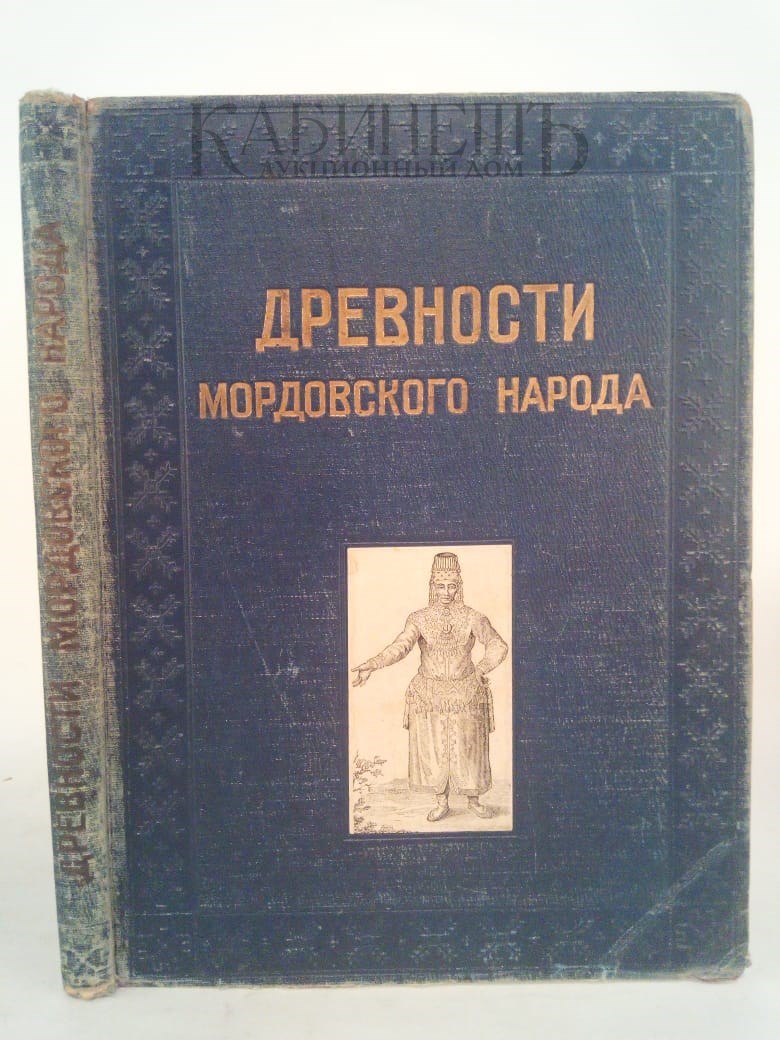 КАБИНЕТЪ
АУКЦИОННЫЙ ДОМ
ДРЕВНОСТИ
МОРДОВСКОГО НАРОДА
ДРЕВНОСТИ МОРДОВСКОГО НАРОДА